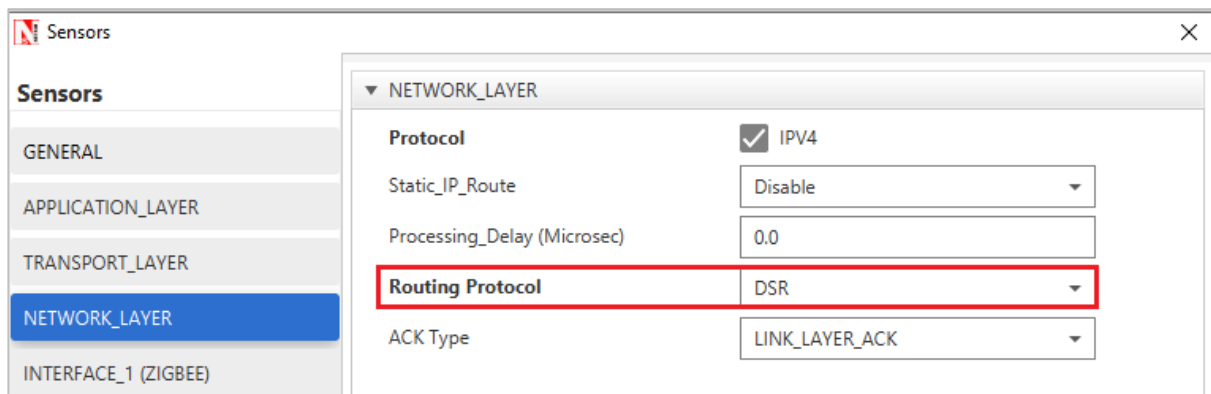 Sensors
Sensors
GENERAL
APPLICATION_LAYER
TRANSPORT_LAYER
NETWORK_LAYER
INTERFACE_1 (ZIGBEE)
NETWORK_LAYER
Protocol IPV4
Static_IP_Route Disable
Processing_Delay (Microsec) 0.0
Routing Protocol DSR
ACK Type LINK_LAYER_ACK